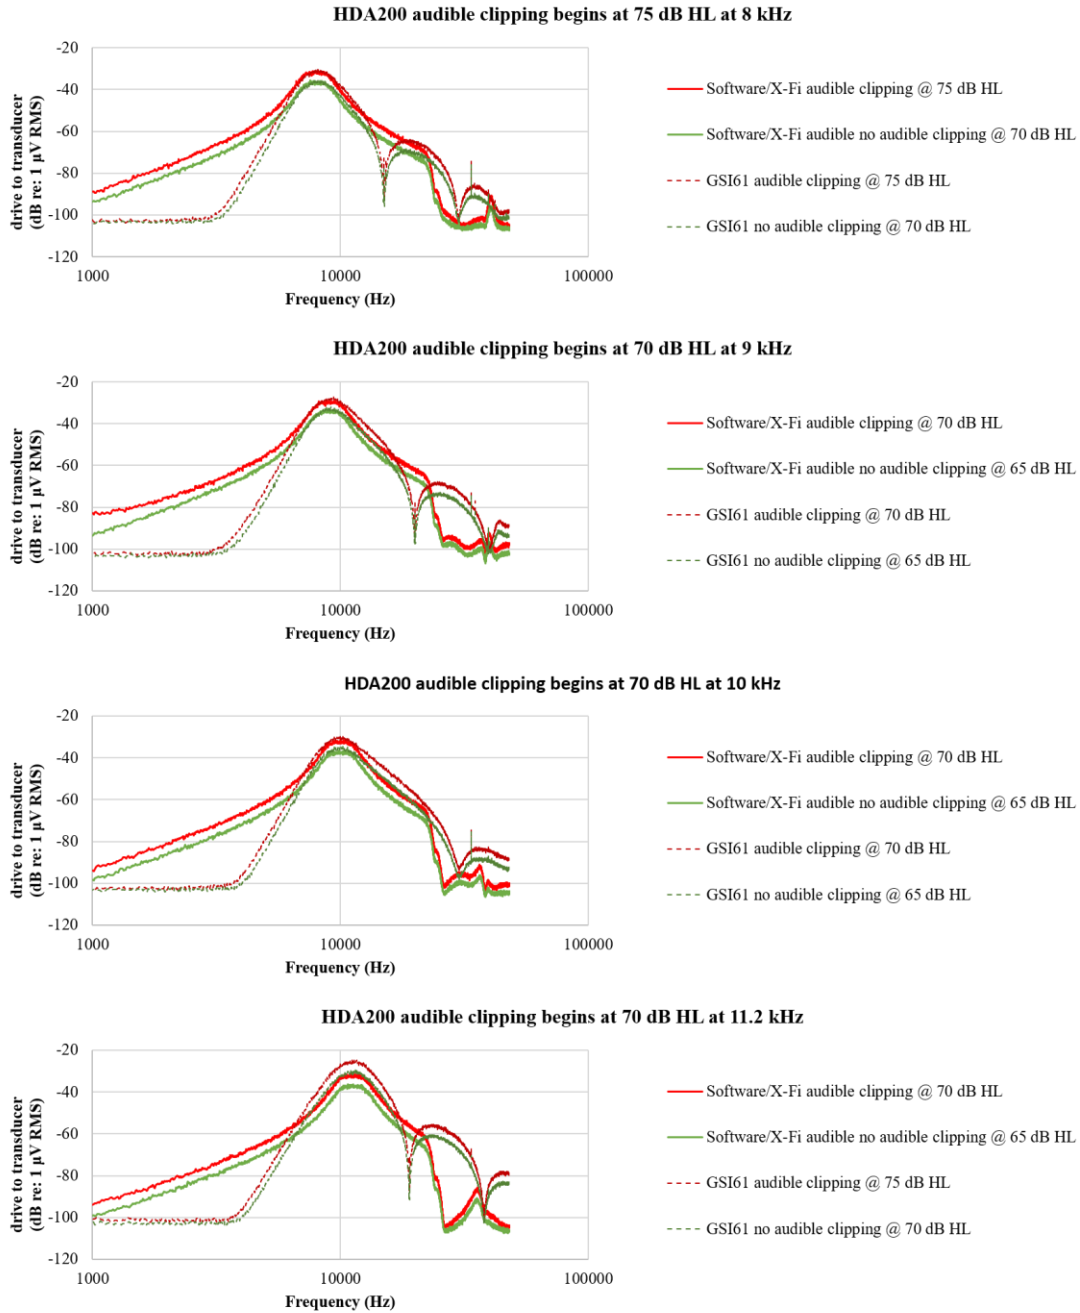 HDA200 audible clipping begins at 75 dB HL at 8 kHz
drive to transducer
(dB re: 1 µV RMS)
-20
-40
-60
-80
-100
-120
1000
10000
100000
Frequency (Hz)
Software/X-Fi audible clipping @ 75 dB HL
Software/X-Fi audible no audible clipping @ 70 dB HL
GSI61 audible clipping @ 75 dB HL
GSI61 no audible clipping @ 70 dB HL
HDA200 audible clipping begins at 70 dB HL at 9 kHz
drive to transducer
(dB re: 1 µV RMS)
-20
-40
-60
-80
-100
-120
1000
10000
100000
Frequency (Hz)
Software/X-Fi audible clipping @ 70 dB HL
Software/X-Fi audible no audible clipping @ 65 dB HL
GSI61 audible clipping @ 70 dB HL
GSI61 no audible clipping @ 65 dB HL
HDA200 audible clipping begins at 70 dB HL at 10 kHz
drive to transducer
(dB re: 1 µV RMS)
-20
-40
-60
-80
-100
-120
1000
10000
100000
Frequency (Hz)
Software/X-Fi audible clipping @ 70 dB HL
Software/X-Fi audible no audible clipping @ 65 dB HL
GSI61 audible clipping @ 70 dB HL
GSI61 no audible clipping @ 65 dB HL
HDA200 audible clipping begins at 70 dB HL at 11.2 kHz
drive to transducer
(dB re: 1 µV RMS)
-20
-40
-60
-80
-100
-120
1000
10000
100000
Frequency (Hz)
Software/X-Fi audible clipping @ 70 dB HL
Software/X-Fi audible no audible clipping @ 65 dB HL
GSI61 audible clipping @ 75 dB HL
GSI61 no audible clipping @ 70 dB HL